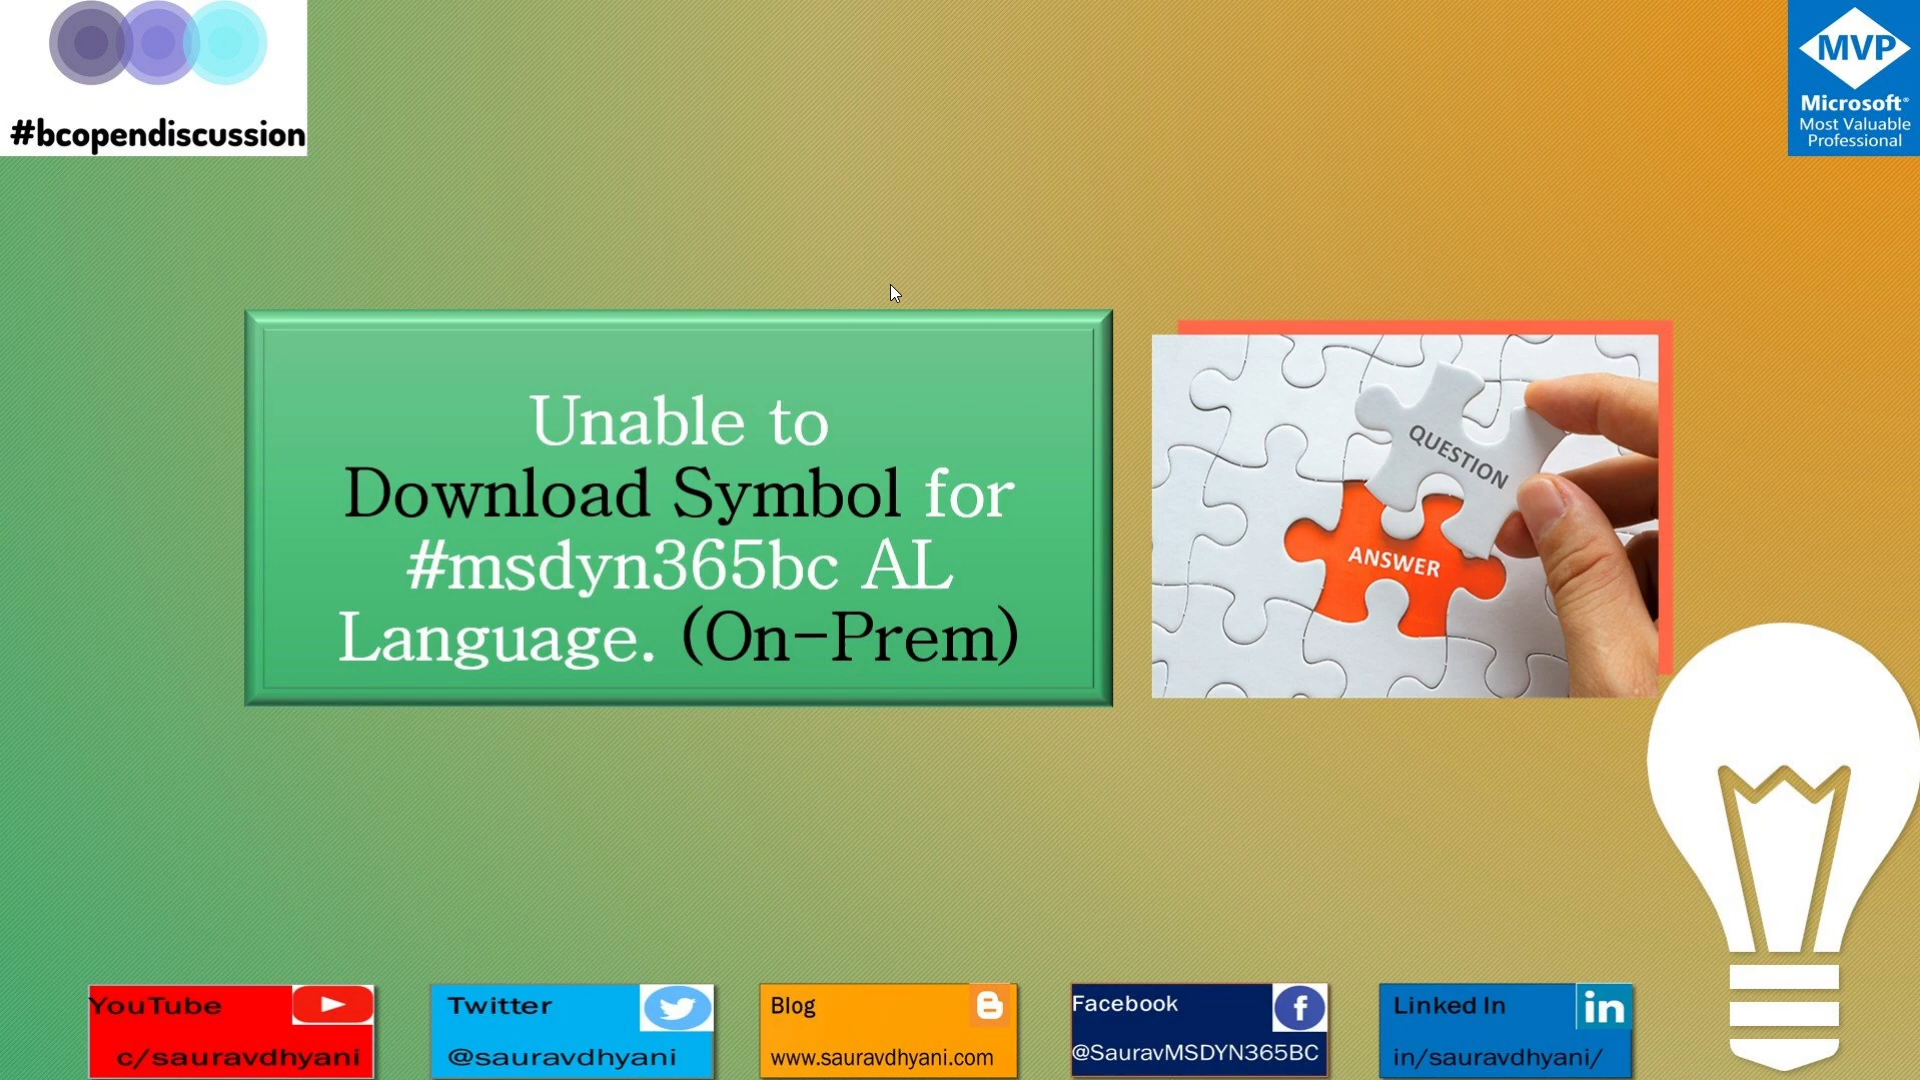 #bcopendiscussion
MVP
Microsoft®
Most Valuable
Professional
Unable to
Download Symbol for
#msdyn365bc AL
Language. (On-Prem)
QUESTION
ANSWER
YouTube
c/sauravdhyani
Twitter
@sauravdhyani
Blog
www.sauravdhyani.com
Facebook
@SauravMSDYN365BC
Linked In
in
in/sauravdhyani/